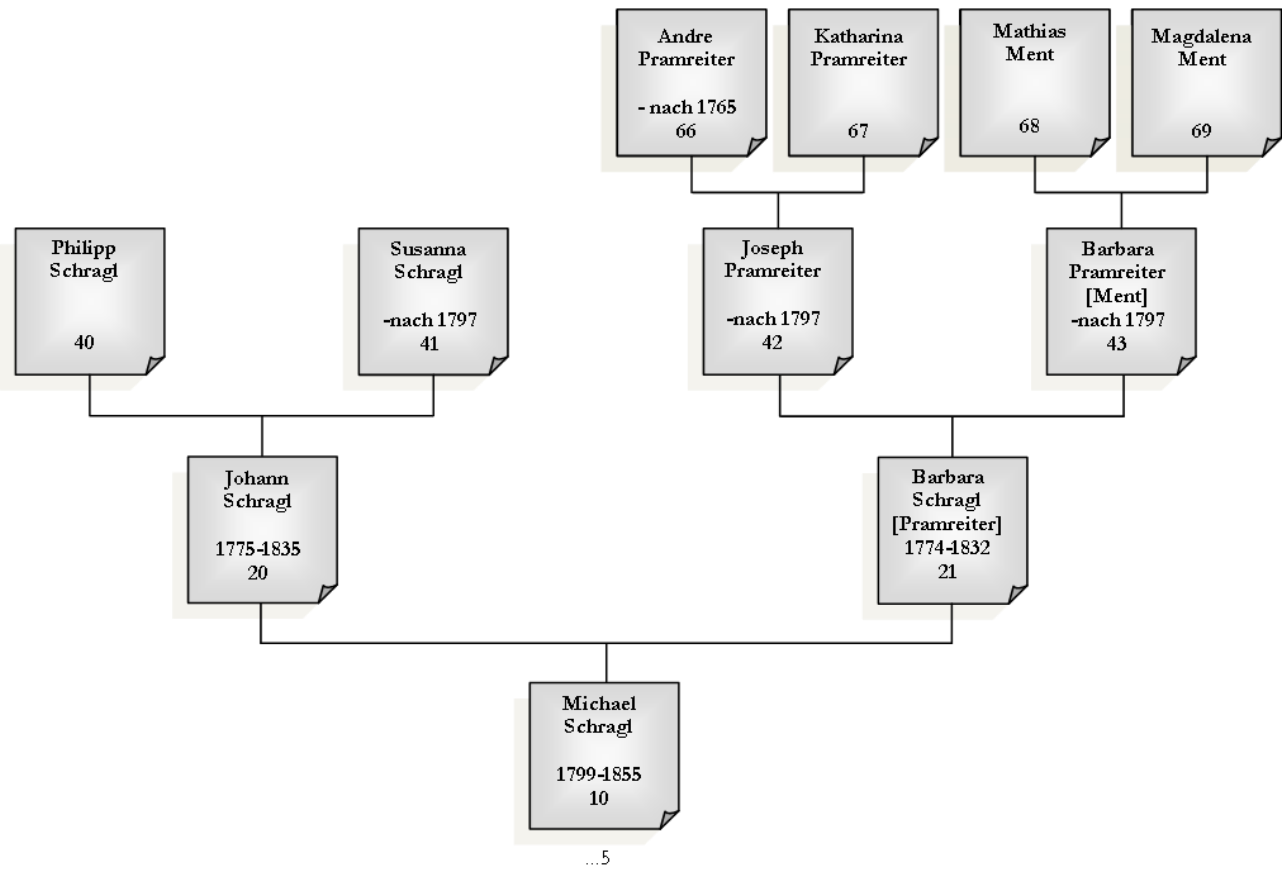 Andre
Pramreiter
- nach 1765
66
Katharina
Pramreiter
67
Mathias
Ment
68
Magdalena
Ment
69
Philipp
Schragl
40
Susanna
Schragl
-nach 1797
41
Joseph
Pramreiter
-nach 1797
42
Barbara
Pramreiter
[Ment]
-nach 1797
43
Johann
Schragl
1775-1835
20
Barbara
Schragl
[Pramreiter]
1774-1832
21
Michael
Schragl
1799-1855
10
...5